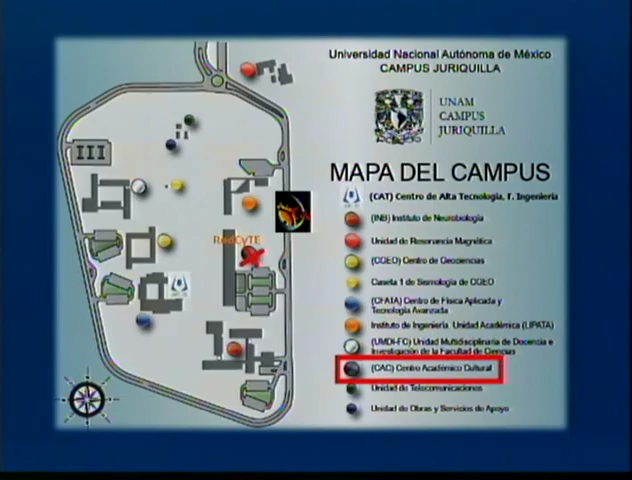 Universidad Nacional Autónoma de México
CAMPUS JURIQUILLA
UNAM
CAMPUS
JURIQUILLA
MAPA DEL CAMPUS
(CAT) Centro de Alta Tecnología, F. Ingeniería
(INB) Instituto de Neurobiología
Unidad de Resonancia Magnética
(CGEO) Centro de Geociencias
Caseta 1 de Sismología de CGEO
(CFATA) Centro de Física Aplicada y
Tecnología Avanzada
Instituto de Ingeniería, Unidad Académica (LIPATA)
(UMDI-FC) Unidad Multidisciplinaria de Docencia e
Investigación de la Facultad de Ciencias
(CAC) Centro Académico Cultural
Unidad de Telecomunicaciones
Unidad de Obras y Servicios de Apoyo
RedCyTE